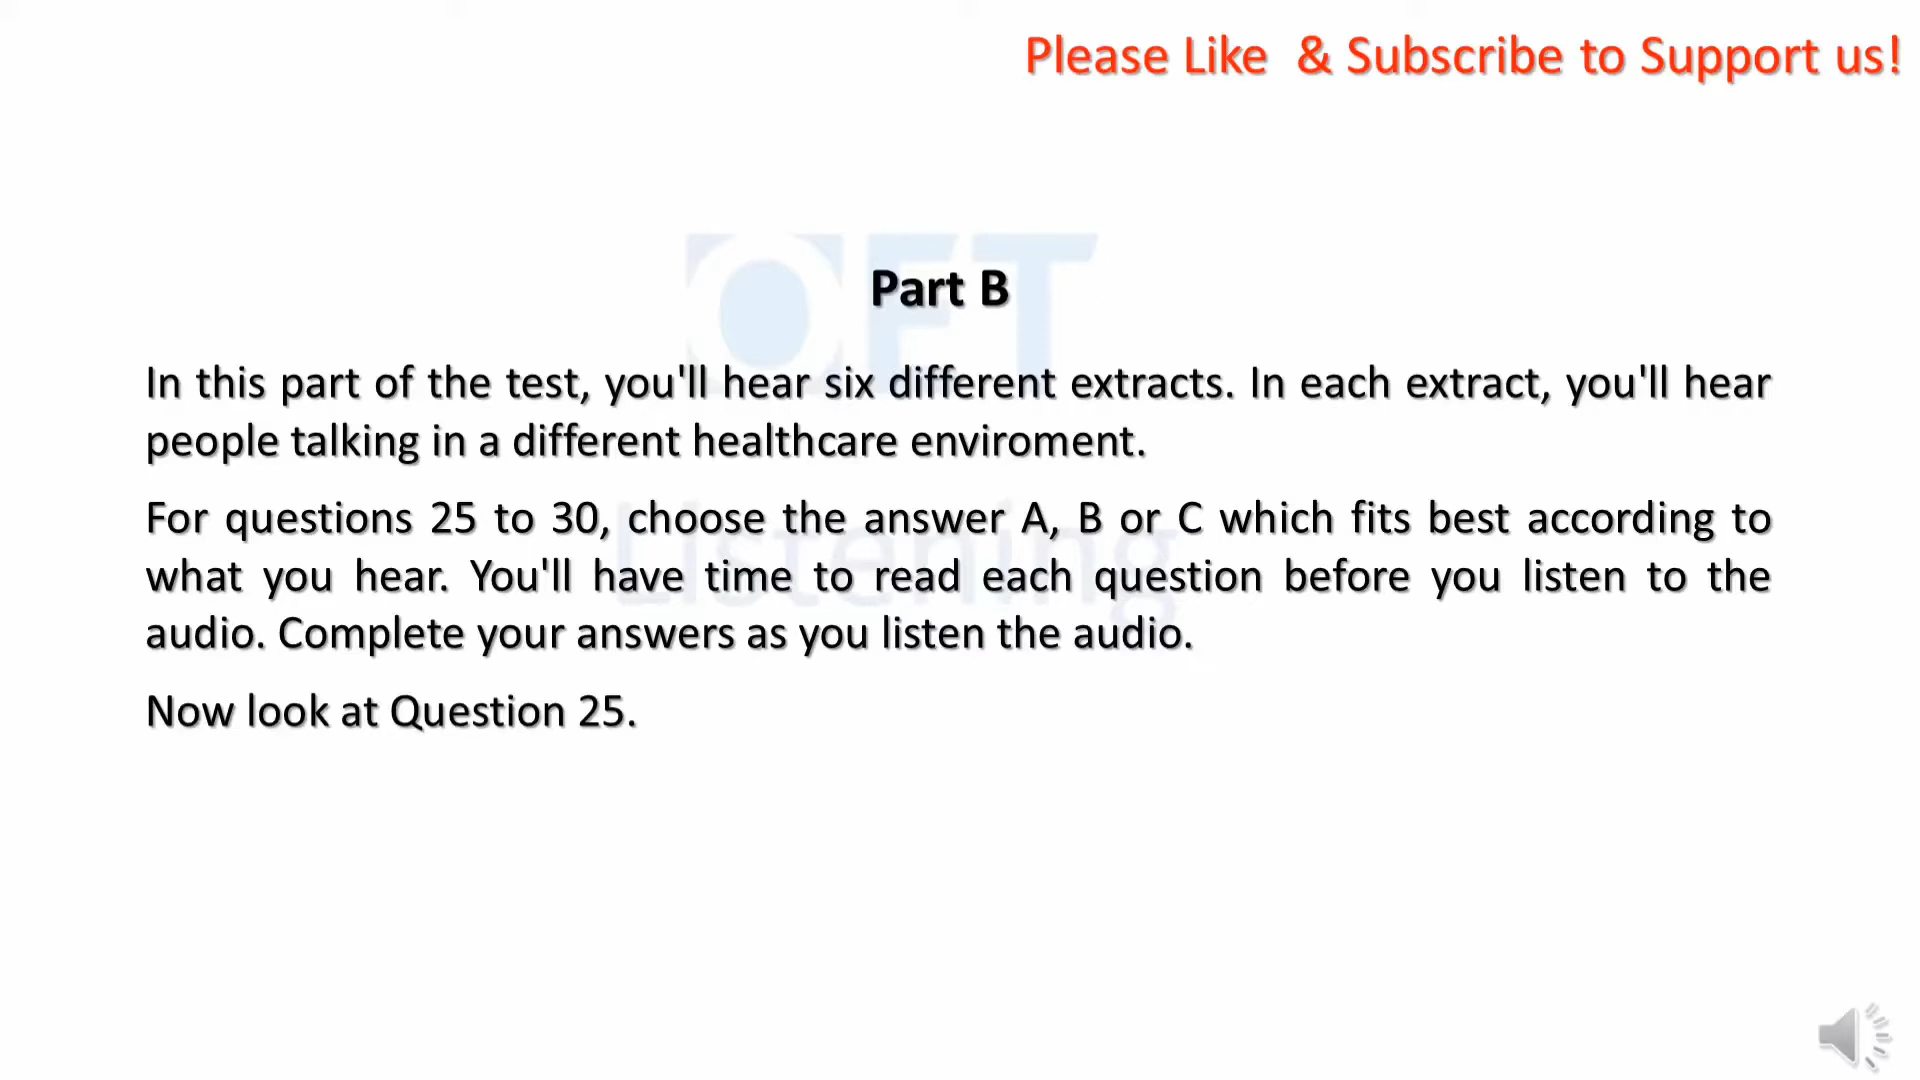 Please Like & Subscribe to Support us!
OET
Part B
In this part of the test, you'll hear six different extracts. In each extract, you'll hear
people talking in a different healthcare enviroment.
For questions 25 to 30, choose the answer A, B or C which fits best according to
what you hear. You'll have time to read each question before you listen to the
audio. Complete your answers as you listen the audio.
Listening
Now look at Question 25.